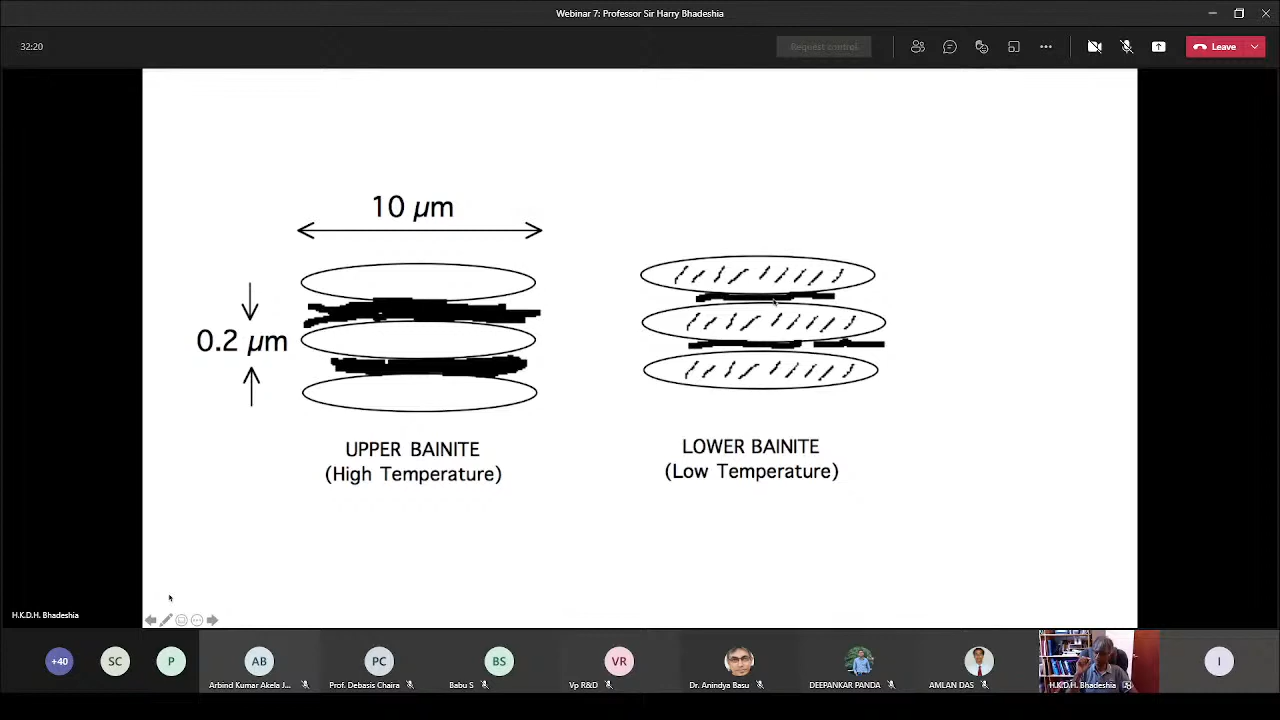 Webinar 7: Professor Sir Harry Bhadeshia
32:20
Request control
Leave
10 µm
0.2 µm
UPPER BAINITE
(High Temperature)
LOWER BAINITE
(Low Temperature)
H.K.D.H. Bhadeshia
+40
SC
P
AB
PC
BS
VR
I
Arbind Kumar Akela J...
Prof. Debasis Chaira
Babu S
Vp R&D
Dr. Anindya Basu
DEEPANKAR PANDA
AMLAN DAS
H.K.D.H. Bhadeshia